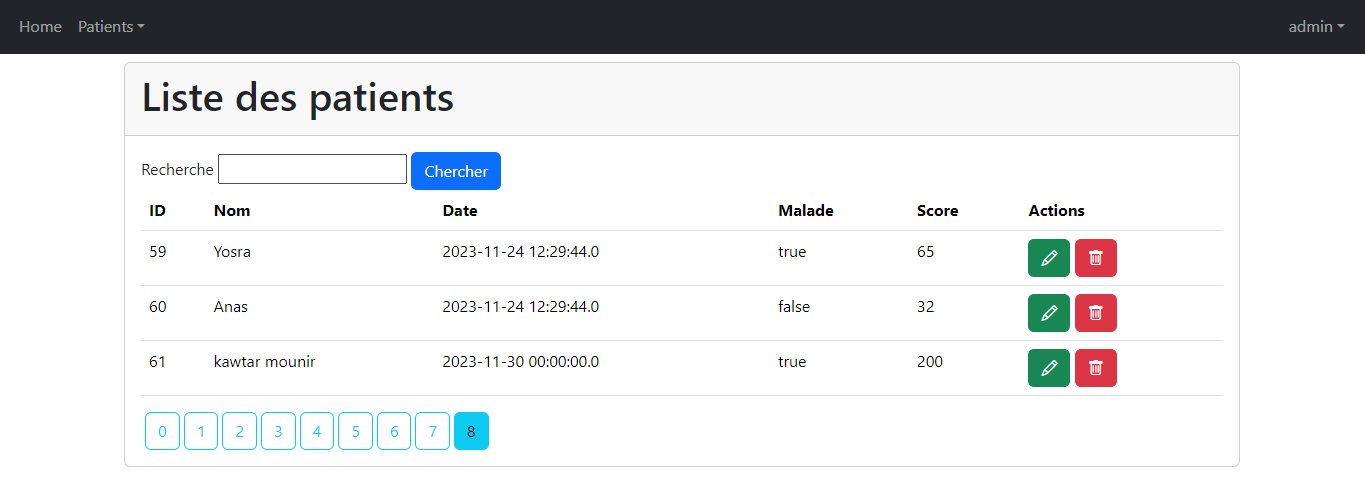 Home Patients admin
Liste des patients
Recherche Chercher
ID Nom Date Malade Score Actions
59 Yosra 2023-11-24 12:29:44.0 true 65
60 Anas 2023-11-24 12:29:44.0 false 32
61 kawtar mounir 2023-11-30 00:00:00.0 true 200
0 1 2 3 4 5 6 7 8